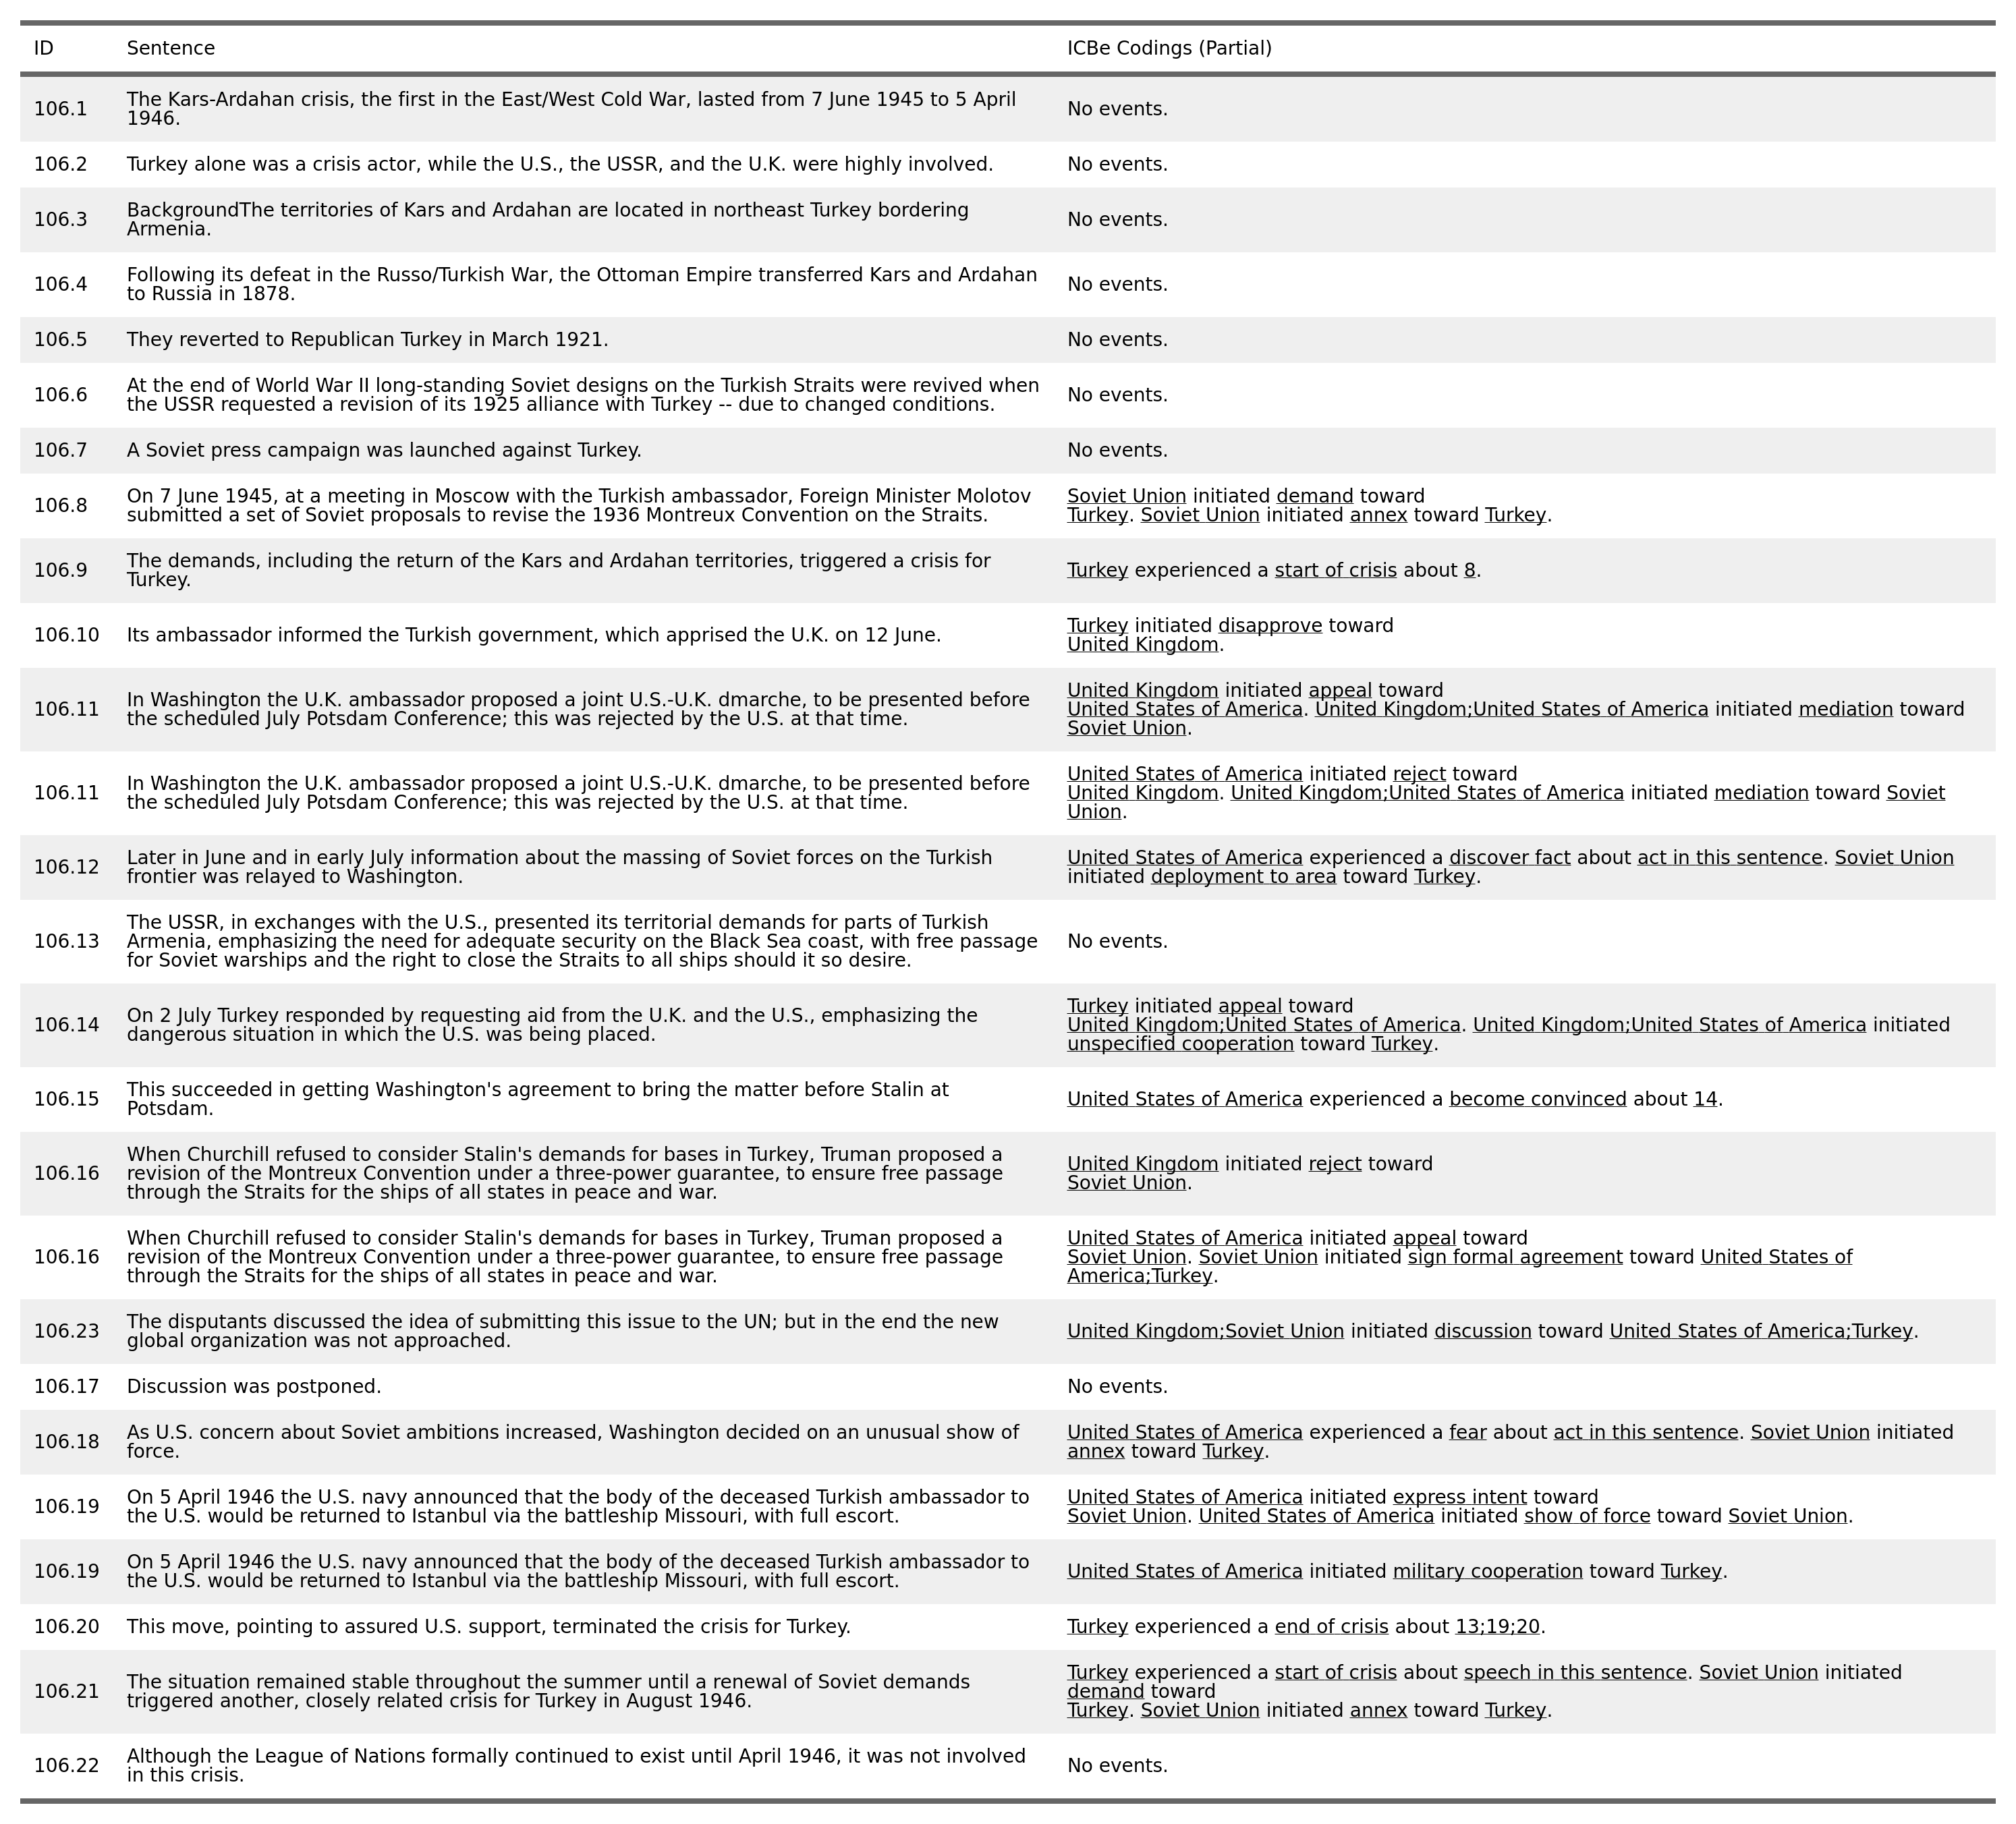 ID Sentence ICBe Codings (Partial)
106.1 The Kars-Ardahan crisis, the first in the East/West Cold War, lasted from 7 June 1945 to 5 April
1946. No events.
106.2 Turkey alone was a crisis actor, while the U.S., the USSR, and the U.K. were highly involved. No events.
106.3 BackgroundThe territories of Kars and Ardahan are located in northeast Turkey bordering
Armenia. No events.
106.4 Following its defeat in the Russo/Turkish War, the Ottoman Empire transferred Kars and Ardahan
to Russia in 1878. No events.
106.5 They reverted to Republican Turkey in March 1921. No events.
106.6 At the end of World War II long-standing Soviet designs on the Turkish Straits were revived when
the USSR requested a revision of its 1925 alliance with Turkey -- due to changed conditions. No events.
106.7 A Soviet press campaign was launched against Turkey. No events.
106.8 On 7 June 1945, at a meeting in Moscow with the Turkish ambassador, Foreign Minister Molotov
submitted a set of Soviet proposals to revise the 1936 Montreux Convention on the Straits.
Soviet Union initiated demand toward
Turkey. Soviet Union initiated annex toward Turkey.
106.9 The demands, including the return of the Kars and Ardahan territories, triggered a crisis for
Turkey.
Turkey experienced a start of crisis about 8.
106.10 Its ambassador informed the Turkish government, which apprised the U.K. on 12 June.
Turkey initiated disapprove toward
United Kingdom.
106.11 In Washington the U.K. ambassador proposed a joint U.S.-U.K. dmarche, to be presented before
the scheduled July Potsdam Conference; this was rejected by the U.S. at that time.
United Kingdom initiated appeal toward
United States of America. United Kingdom;United States of America initiated mediation toward
Soviet Union.
106.11 In Washington the U.K. ambassador proposed a joint U.S.-U.K. dmarche, to be presented before
the scheduled July Potsdam Conference; this was rejected by the U.S. at that time.
United States of America initiated reject toward
United Kingdom. United Kingdom;United States of America initiated mediation toward Soviet
Union.
106.12 Later in June and in early July information about the massing of Soviet forces on the Turkish
frontier was relayed to Washington.
United States of America experienced a discover fact about act in this sentence. Soviet Union
initiated deployment to area toward Turkey.
106.13 The USSR, in exchanges with the U.S., presented its territorial demands for parts of Turkish
Armenia, emphasizing the need for adequate security on the Black Sea coast, with free passage
for Soviet warships and the right to close the Straits to all ships should it so desire.
No events.
106.14 On 2 July Turkey responded by requesting aid from the U.K. and the U.S., emphasizing the
dangerous situation in which the U.S. was being placed.
Turkey initiated appeal toward
United Kingdom;United States of America. United Kingdom;United States of America initiated
unspecified cooperation toward Turkey.
106.15 This succeeded in getting Washington's agreement to bring the matter before Stalin at
Potsdam.
United States of America experienced a become convinced about 14.
106.16 When Churchill refused to consider Stalin's demands for bases in Turkey, Truman proposed a
revision of the Montreux Convention under a three-power guarantee, to ensure free passage
through the Straits for the ships of all states in peace and war.
United Kingdom initiated reject toward
Soviet Union.
106.16 When Churchill refused to consider Stalin's demands for bases in Turkey, Truman proposed a
revision of the Montreux Convention under a three-power guarantee, to ensure free passage
through the Straits for the ships of all states in peace and war.
United States of America initiated appeal toward
Soviet Union. Soviet Union initiated sign formal agreement toward United States of
America;Turkey.
106.23 The disputants discussed the idea of submitting this issue to the UN; but in the end the new
global organization was not approached.
United Kingdom;Soviet Union initiated discussion toward United States of America;Turkey.
106.17 Discussion was postponed. No events.
106.18 As U.S. concern about Soviet ambitions increased, Washington decided on an unusual show of
force.
United States of America experienced a fear about act in this sentence. Soviet Union initiated
annex toward Turkey.
106.19 On 5 April 1946 the U.S. navy announced that the body of the deceased Turkish ambassador to
the U.S. would be returned to Istanbul via the battleship Missouri, with full escort.
United States of America initiated express intent toward
Soviet Union. United States of America initiated show of force toward Soviet Union.
106.19 On 5 April 1946 the U.S. navy announced that the body of the deceased Turkish ambassador to
the U.S. would be returned to Istanbul via the battleship Missouri, with full escort.
United States of America initiated military cooperation toward Turkey.
106.20 This move, pointing to assured U.S. support, terminated the crisis for Turkey.
Turkey experienced a end of crisis about 13;19;20.
106.21 The situation remained stable throughout the summer until a renewal of Soviet demands
triggered another, closely related crisis for Turkey in August 1946.
Turkey experienced a start of crisis about speech in this sentence. Soviet Union initiated
demand toward
Turkey. Soviet Union initiated annex toward Turkey.
106.22 Although the League of Nations formally continued to exist until April 1946, it was not involved
in this crisis.
No events.